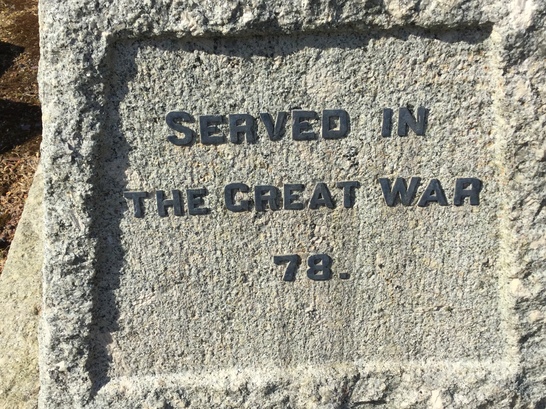 SERVED IN
THE GREAT WAR
78.